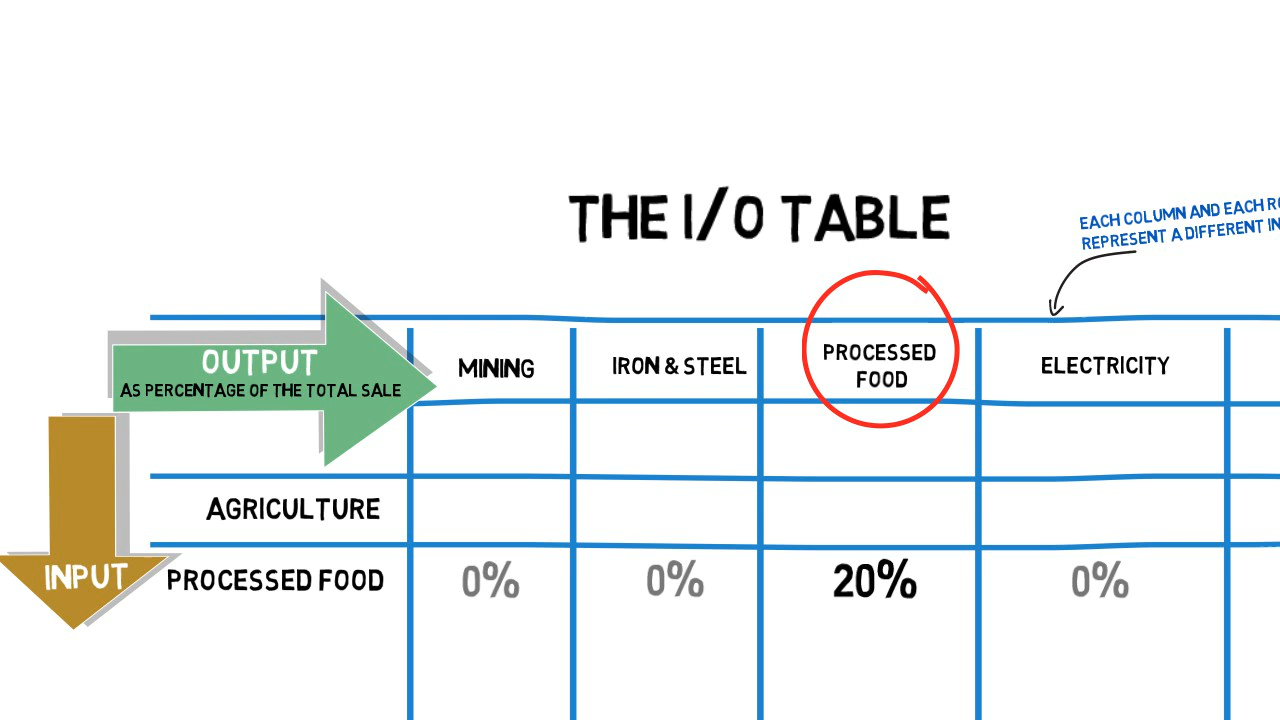 THE I/O TABLE
EACH COLUMN AND EACH
REPRESENT A DIFFERENT
OUTPUT
AS PERCENTAGE OF THE TOTAL SALE
MINING
IRON & STEEL
PROCESSED
FOOD
ELECTRICITY
AGRICULTURE
INPUT
PROCESSED FOOD
0%
0%
20%
0%